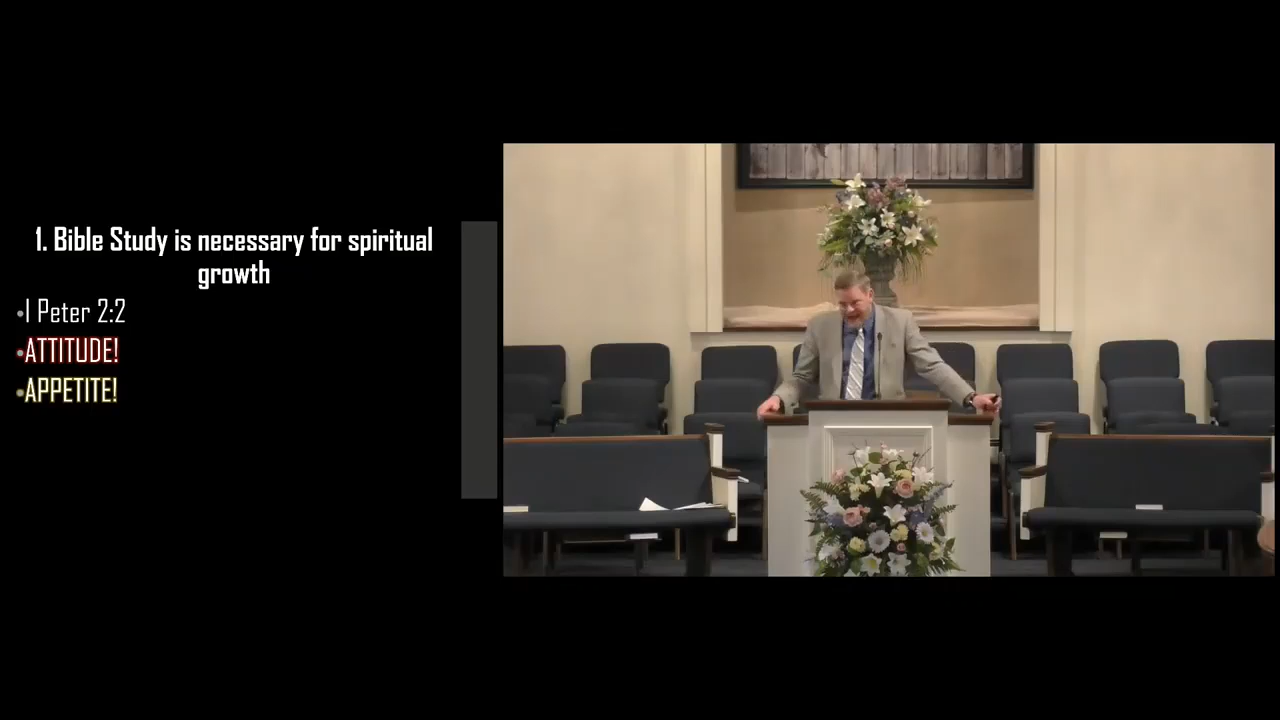 1. Bible Study is necessary for spiritual
growth
•I Peter 2:2
•ATTITUDE!
•APPETITE!